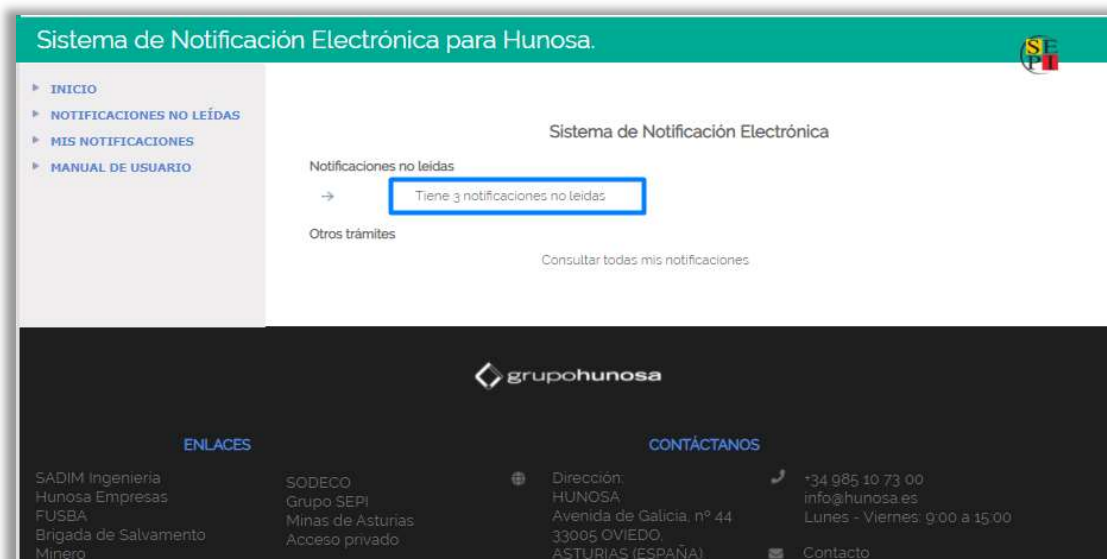 Sistema de Notificación Electrónica para Hunosa.
SE
PI
INICIO
NOTIFICACIONES NO LEÍDAS
MIS NOTIFICACIONES
MANUAL DE USUARIO
Sistema de Notificación Electrónica
Notificaciones no leidas
Tiene 3 notificaciones no leidas
Otros trámites
Consultar todas mis notificaciones
grupohunosa
ENLACES
SADIM Ingeniería
Hunosa Empresas
FUSBA
Brigada de Salvamento
Minero
SODECO
Grupo SEPI
Minas de Asturias
Acceso privado
CONTÁCTANOS
Dirección:
HUNOSA
Avenida de Galicia, nº 44
33005 OVIEDO,
ASTURIAS (ESPAÑA)
+34 985 10 73 00
info@hunosa.es
Lunes - Viernes: 9:00 a 15:00
Contacto